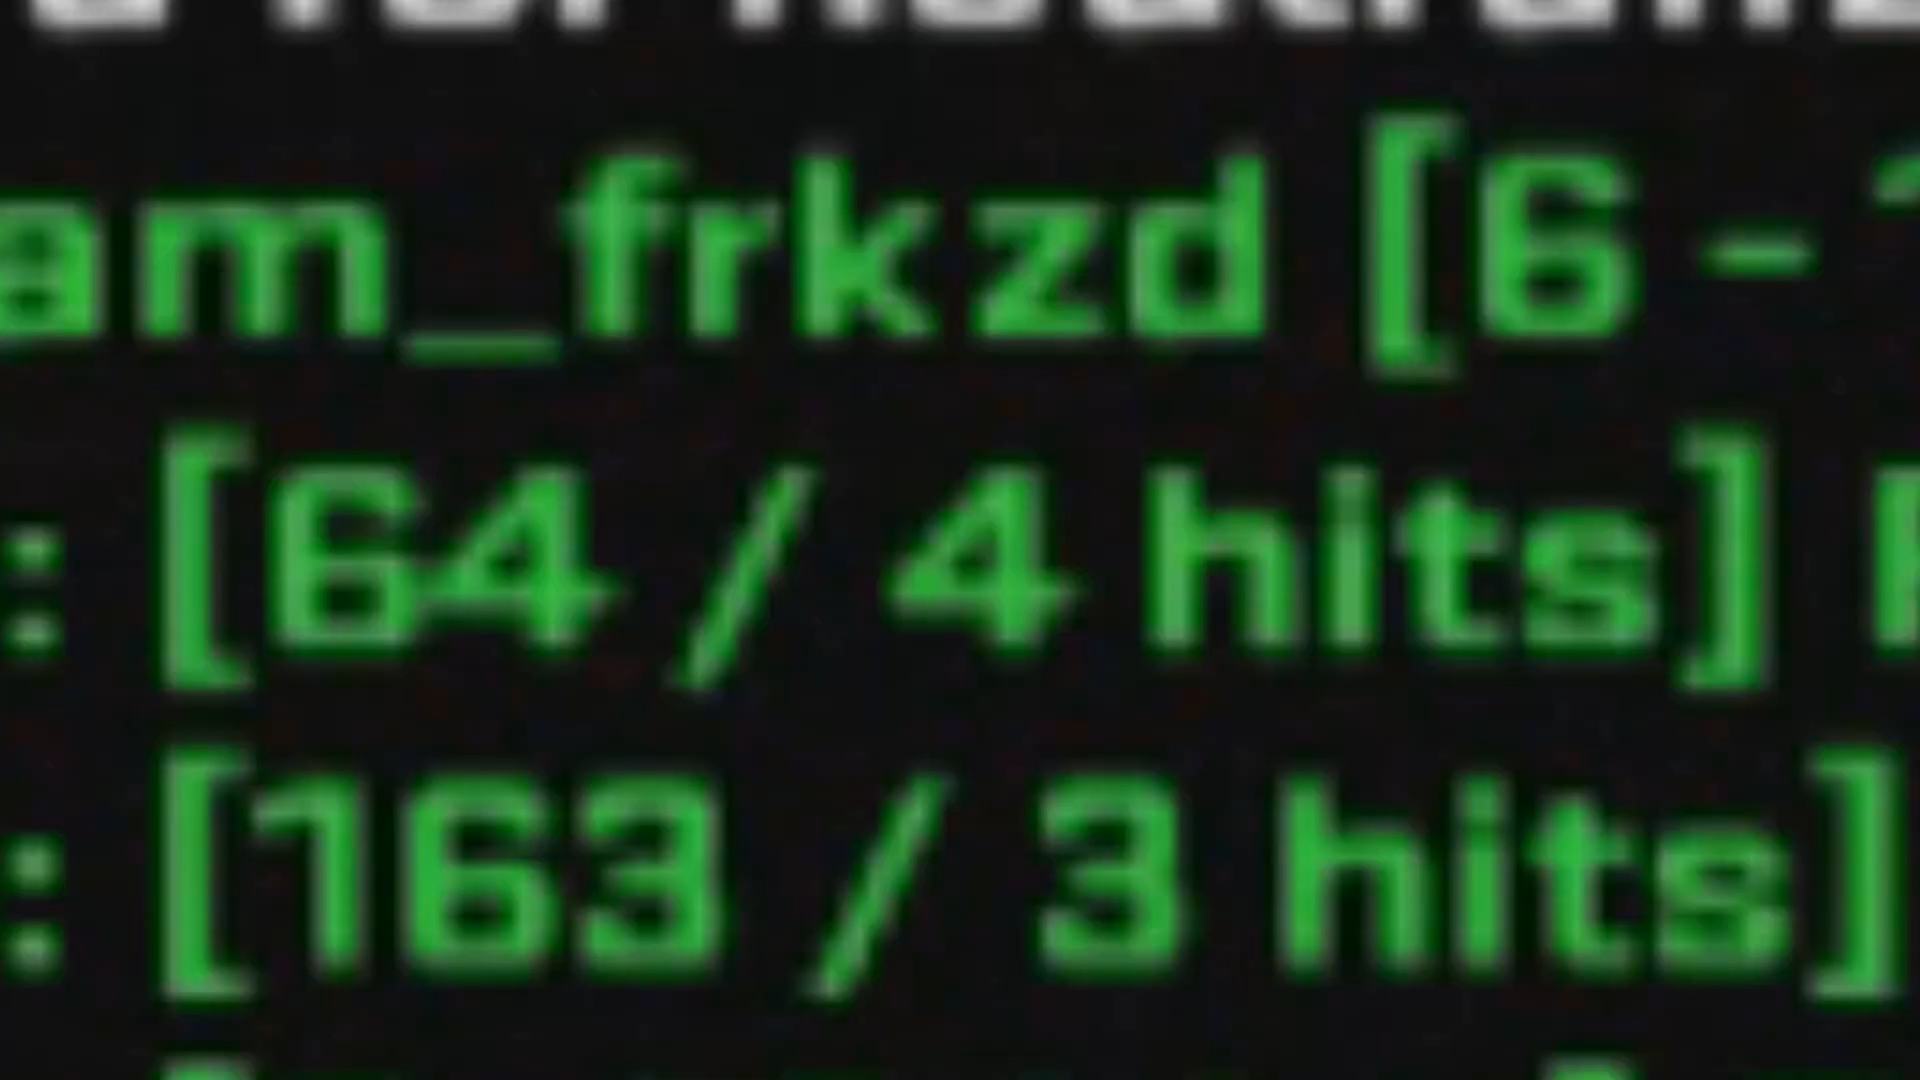 am_frkzd [6 -
: [64 / 4 hits]
: [163 / 3 hits]